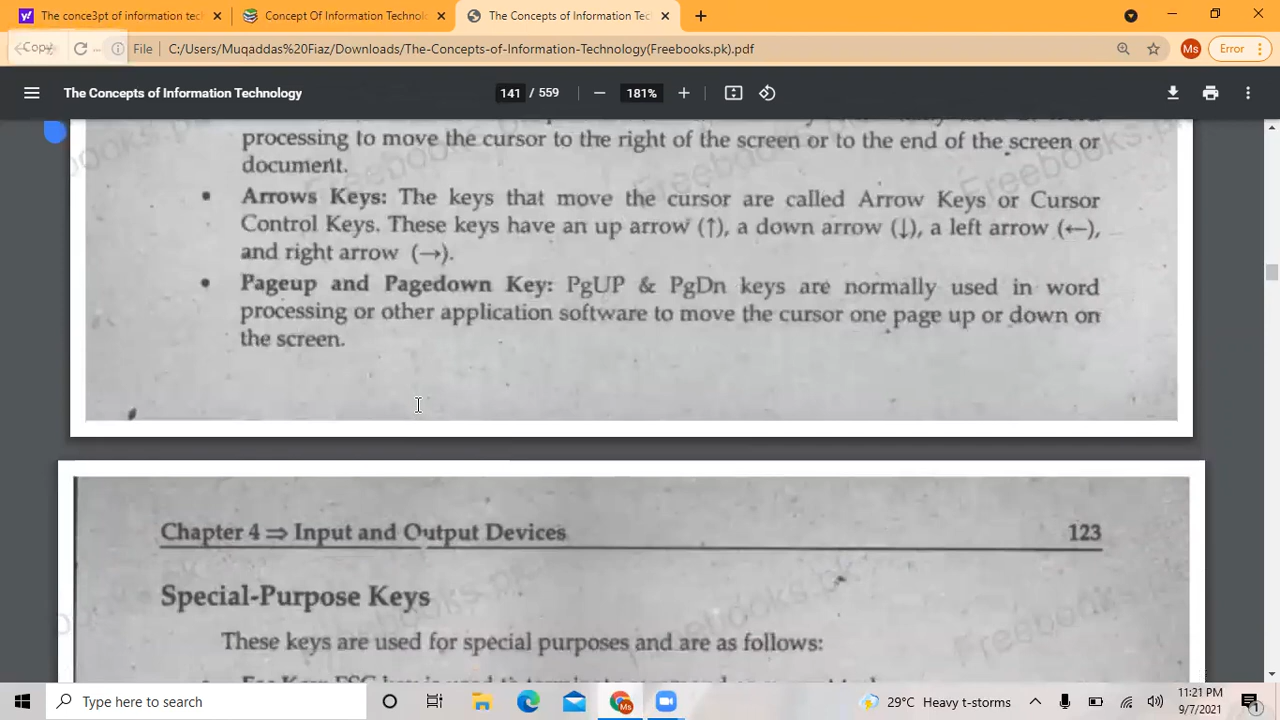 The conce3pt of information tec
Concept Of Information Technol
The Concepts of Information Tec
Copy
File C:/Users/Muqaddas%20Fiaz/Downloads/The-Concepts-of-Information-Technology(Freebooks.pk).pdf
Ms
Error
The Concepts of Information Technology
141 / 559
181%
processing to move the cursor to the right of the screen or to the end of the screen or
document.
• Arrows Keys: The keys that move the cursor are called Arrow Keys or Cursor
Control Keys. These keys have an up arrow (↑), a down arrow (↓), a left arrow (←),
and right arrow (→).
• Pageup and Pagedown Key: PgUP & PgDn keys are normally used in word
processing or other application software to move the cursor one page up or down on
the screen.
Chapter 4 ⇒ Input and Output Devices 123
Special-Purpose Keys
These keys are used for special purposes and are as follows:
Type here to search
29°C Heavy t-storms
11:21 PM
9/7/2021